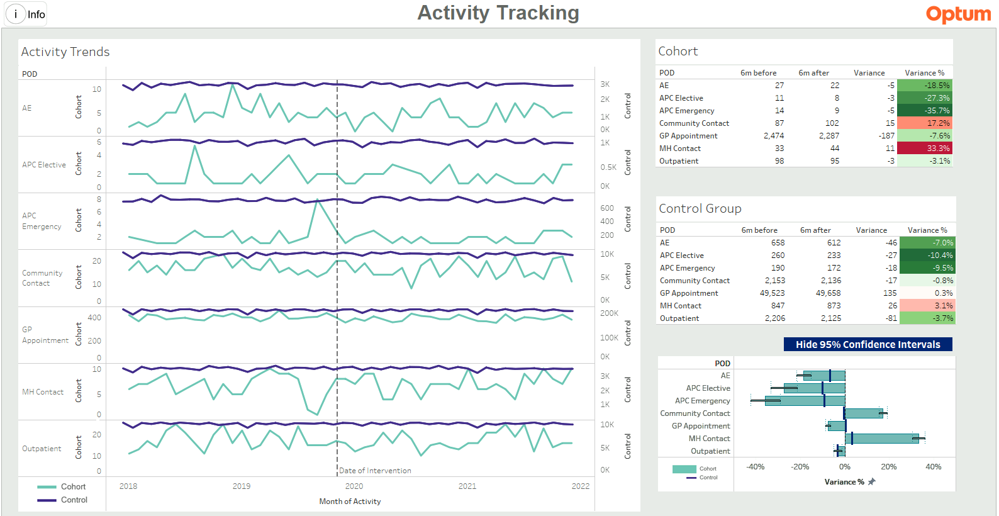 i Info
Activity Tracking
Optum
Activity Trends
POD
AE
Cohort
10
5
0
3K
2K
1K
0K
Control
APC Elective
Cohort
6
4
2
0
1K
0.5K
0K
Control
APC
Emergency
Cohort
8
6
4
2
600
400
200
Control
Community
Contact
Cohort
20
10
0
10K
5K
0K
Control
GP
Appointment
Cohort
400
200
0
200K
100K
0K
Control
MH Contact
Cohort
10
5
0
3K
2K
1K
Control
Outpatient
Cohort
20
10
0
10K
5K
0K
Control
Date of Intervention
2018 2019 2020 2021 2022
Month of Activity
Cohort
Control
Cohort
POD 6m before 6m after Variance Variance %
AE 27 22 -5 -18.5%
APC Elective 11 8 -3 -27.3%
APC Emergency 14 9 -5 -35.7%
Community Contact 87 102 15 17.2%
GP Appointment 2,474 2,287 -187 -7.6%
MH Contact 33 44 11 33.3%
Outpatient 98 95 -3 -3.1%
Control Group
POD 6m before 6m after Variance Variance %
AE 658 612 -46 -7.0%
APC Elective 260 233 -27 -10.4%
APC Emergency 190 172 -18 -9.5%
Community Contact 2,153 2,136 -17 -0.8%
GP Appointment 49,523 49,658 135 0.3%
MH Contact 847 873 26 3.1%
Outpatient 2,206 2,125 -81 -3.7%
Hide 95% Confidence Intervals
POD
AE
APC Elective
APC Emergency
Community Contact
GP Appointment
MH Contact
Outpatient
-40% -20% 0% 20% 40%
Variance %
Cohort
Control